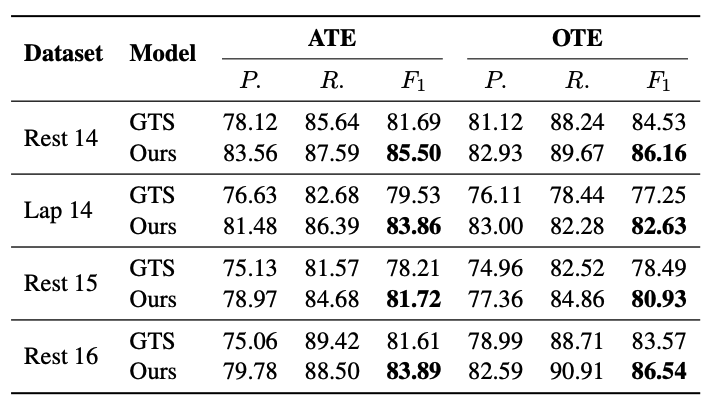 ATE OTE
Dataset Model
P. R. F1 P. R. F1
GTS 78.12 85.64 81.69 81.12 88.24 84.53
Rest 14
Ours 83.56 87.59 85.50 82.93 89.67 86.16
GTS 76.63 82.68 79.53 76.11 78.44 77.25
Lap 14
Ours 81.48 86.39 83.86 83.00 82.28 82.63
GTS 75.13 81.57 78.21 74.96 82.52 78.49
Rest 15
Ours 78.97 84.68 81.72 77.36 84.86 80.93
GTS 75.06 89.42 81.61 78.99 88.71 83.57
Rest 16
Ours 79.78 88.50 83.89 82.59 90.91 86.54